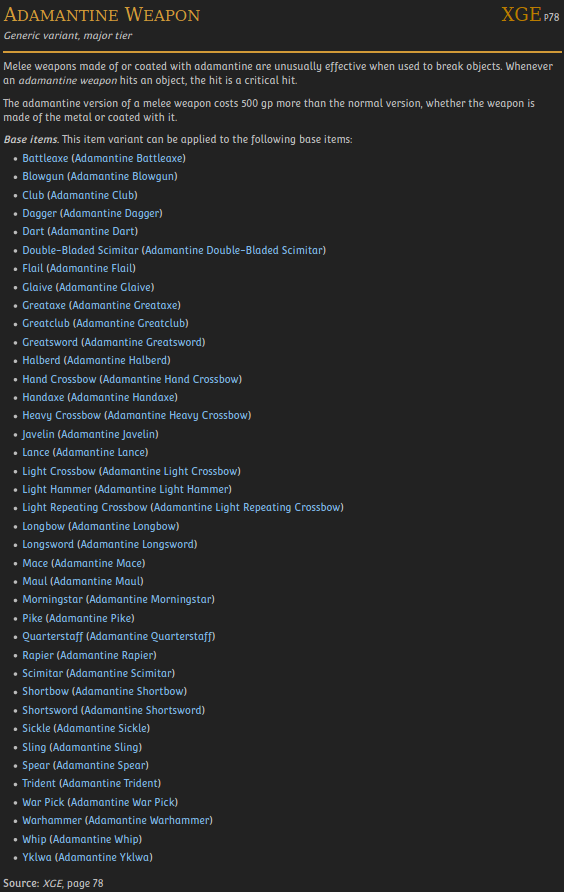 Adamantine Weapon XGE p78
Generic variant, major tier
Melee weapons made of or coated with adamantine are unusually effective when used to break objects. Whenever
an adamantine weapon hits an object, the hit is a critical hit.
The adamantine version of a melee weapon costs 500 gp more than the normal version, whether the weapon is
made of the metal or coated with it.
Base items. This item variant can be applied to the following base items:
• Battleaxe (Adamantine Battleaxe)
• Blowgun (Adamantine Blowgun)
• Club (Adamantine Club)
• Dagger (Adamantine Dagger)
• Dart (Adamantine Dart)
• Double-Bladed Scimitar (Adamantine Double-Bladed Scimitar)
• Flail (Adamantine Flail)
• Glaive (Adamantine Glaive)
• Greataxe (Adamantine Greataxe)
• Greatclub (Adamantine Greatclub)
• Greatsword (Adamantine Greatsword)
• Halberd (Adamantine Halberd)
• Hand Crossbow (Adamantine Hand Crossbow)
• Handaxe (Adamantine Handaxe)
• Heavy Crossbow (Adamantine Heavy Crossbow)
• Javelin (Adamantine Javelin)
• Lance (Adamantine Lance)
• Light Crossbow (Adamantine Light Crossbow)
• Light Hammer (Adamantine Light Hammer)
• Light Repeating Crossbow (Adamantine Light Repeating Crossbow)
• Longbow (Adamantine Longbow)
• Longsword (Adamantine Longsword)
• Mace (Adamantine Mace)
• Maul (Adamantine Maul)
• Morningstar (Adamantine Morningstar)
• Pike (Adamantine Pike)
• Quarterstaff (Adamantine Quarterstaff)
• Rapier (Adamantine Rapier)
• Scimitar (Adamantine Scimitar)
• Shortbow (Adamantine Shortbow)
• Shortsword (Adamantine Shortsword)
• Sickle (Adamantine Sickle)
• Sling (Adamantine Sling)
• Spear (Adamantine Spear)
• Trident (Adamantine Trident)
• War Pick (Adamantine War Pick)
• Warhammer (Adamantine Warhammer)
• Whip (Adamantine Whip)
• Yklwa (Adamantine Yklwa)
Source: XGE, page 78